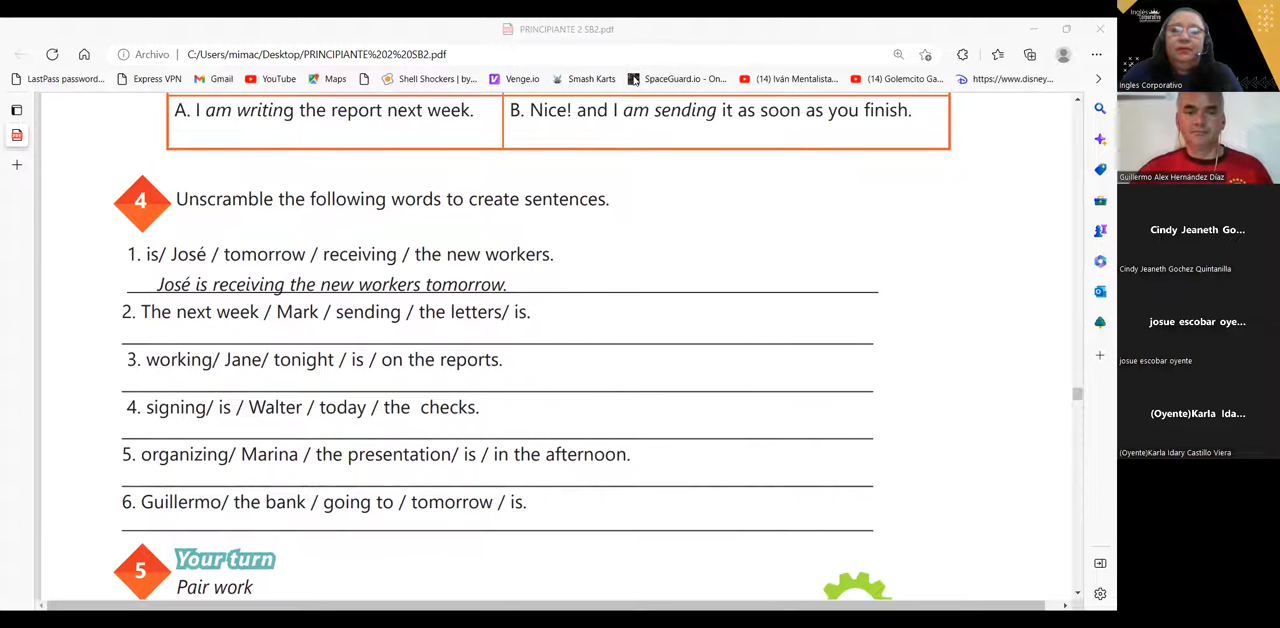 PRINCIPIANTE 2 SB2.pdf
Archivo | C:/Users/mimac/Desktop/PRINCIPIANTE%202%20SB2.pdf
LastPass password... Express VPN Gmail YouTube Maps Shell Shockers | by... Venge.io Smash Karts SpaceGuard.io - On... (14) Iván Mentalista... (14) Golemcito Ga... https://www.disney...
A. I am writing the report next week. B. Nice! and I am sending it as soon as you finish.
4 Unscramble the following words to create sentences.
1. is/ José / tomorrow / receiving / the new workers.
José is receiving the new workers tomorrow.
2. The next week / Mark / sending / the letters/ is.
3. working/ Jane/ tonight / is / on the reports.
4. signing/ is / Walter / today / the checks.
5. organizing/ Marina / the presentation/ is / in the afternoon.
6. Guillermo/ the bank / going to / tomorrow / is.
5 Your turn
Pair work
Inglés
Corporativo
Ingles Corporativo
Guillermo Alex Hernández Díaz
Cindy Jeaneth Go...
Cindy Jeaneth Gochez Quintanilla
josue escobar oye...
josue escobar oyente
(Oyente)Karla Ida...
(Oyente)Karla Idary Castillo Viera